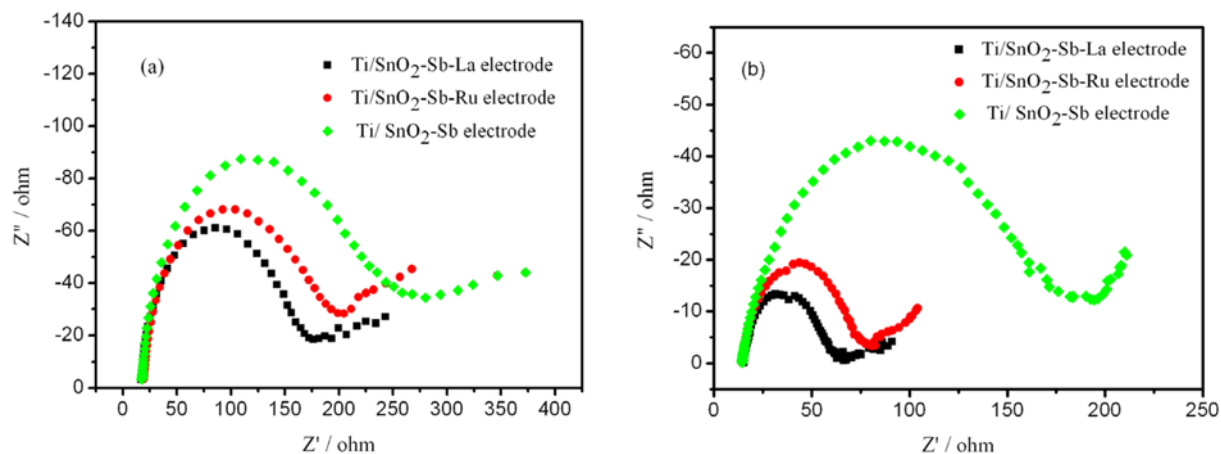 -140
-120
-100
-80
-60
-40
-20
0
Z" / ohm
(a)
Ti/SnO2-Sb-La electrode
Ti/SnO2-Sb-Ru electrode
Ti/ SnO2-Sb electrode
0 50 100 150 200 250 300 350 400
Z' / ohm
-60
-50
-40
-30
-20
-10
0
Z" / ohm
(b)
Ti/SnO2-Sb-La electrode
Ti/SnO2-Sb-Ru electrode
Ti/ SnO2-Sb electrode
0 50 100 150 200 250
Z' / ohm